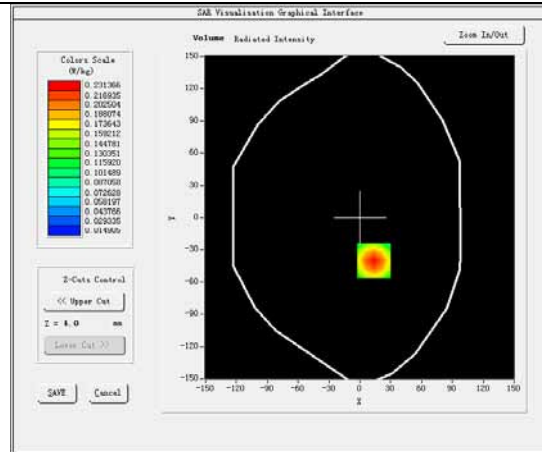 SAR Visualisation Graphical Interface
Volume Radiated Intensity
Zoom In/Out
Colors Scale
(W/kg)
0.231366
0.216935
0.202504
0.188074
0.173643
0.159212
0.144781
0.130351
0.115920
0.101489
0.087058
0.072628
0.058197
0.043766
0.029335
0.014905
Z-Cuts Control
<< Upper Cut
Z = 4.0 mm
Lower Cut >>
SAVE
Cancel
150
120
90
60
30
0
-30
-60
-90
-120
-150
Y
-150 -120 -90 -60 -30 0 30 60 90 120 150
X